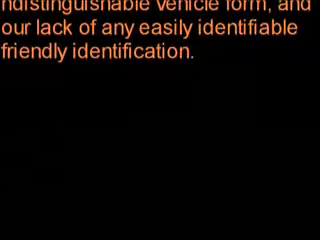 ndistinguishable vehicle form, and
our lack of any easily identifiable
friendly identification.